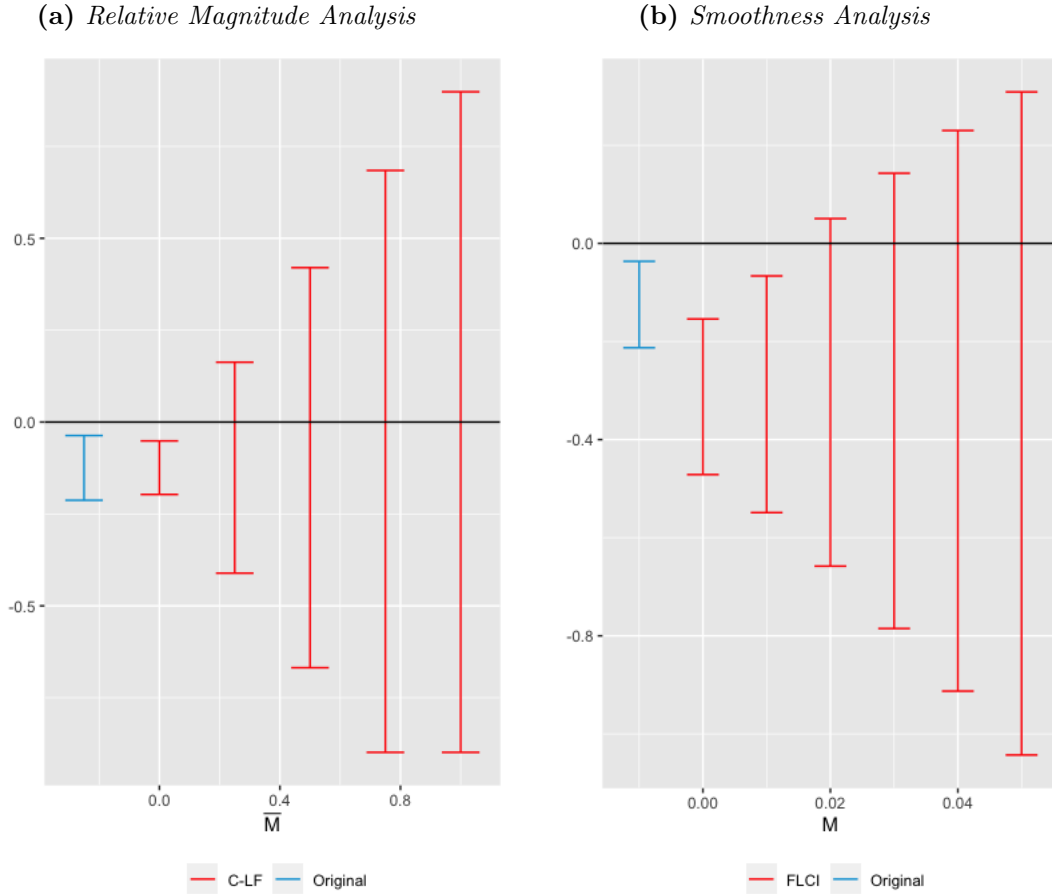 (a) Relative Magnitude Analysis
0.5
0.0
-0.5
0.0 0.4 0.8
M̅
C-LF Original
(b) Smoothness Analysis
0.0
-0.4
-0.8
0.00 0.02 0.04
M
FLCI Original